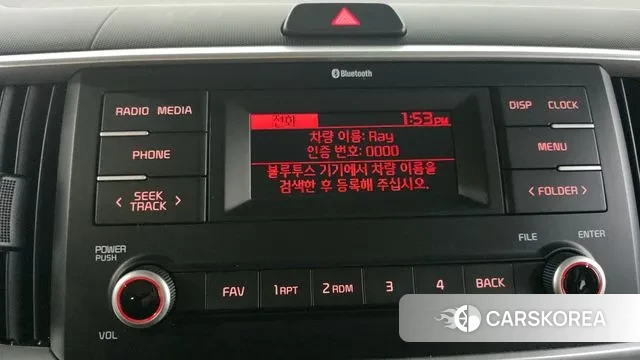 Bluetooth
RADIO MEDIA
전화 1:53 PM
DISP CLOCK
차량 이름: Ray
인증 번호: 0000
PHONE
MENU
블루투스 기기에서 차량 이름을
검색한 후 등록해 주십시오.
< SEEK TRACK >
< FOLDER >
POWER
PUSH
FILE
ENTER
FAV
1 RPT
2 RDM
3
4
BACK
VOL
CARSKOREA